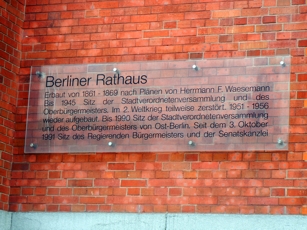 Berliner Rathaus
Erbaut von 1861 - 1869 nach Plänen von Hermann F. Waesemann.
Bis 1945 Sitz der Stadtverordnetenversammlung und des
Oberbürgermeisters. Im 2. Weltkrieg teilweise zerstört. 1951 - 1956
wieder aufgebaut. Bis 1990 Sitz der Stadtverordnetenversammlung
und des Oberbürgermeisters von Ost-Berlin. Seit dem 3. Oktober
1991 Sitz des Regierenden Bürgermeisters und der Senatskanzlei